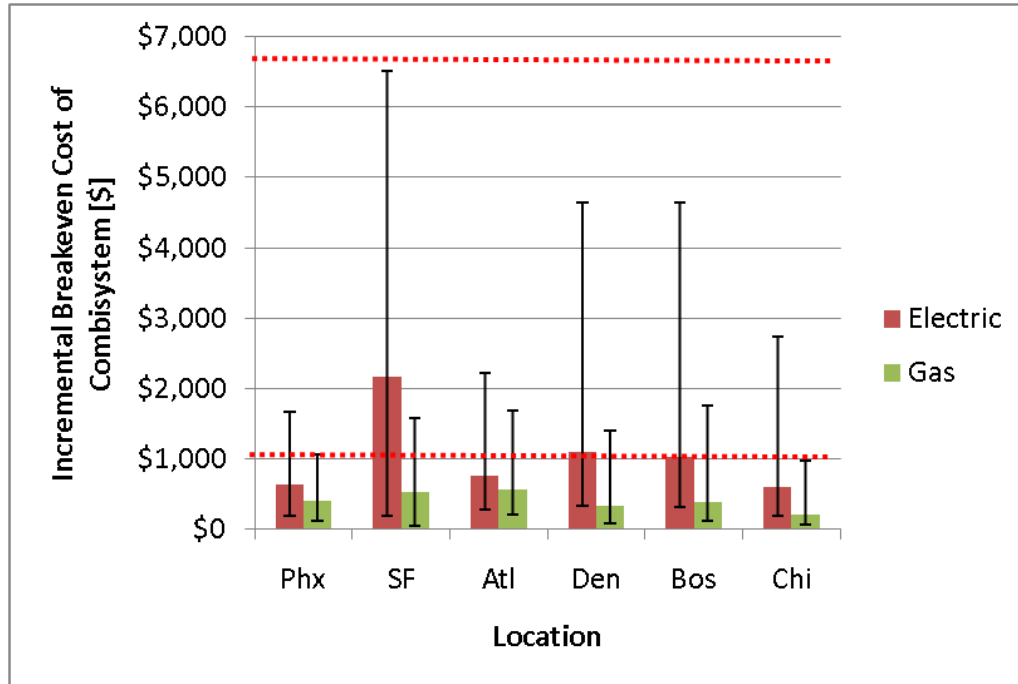 $7,000
$6,000
$5,000
$4,000
$3,000
$2,000
$1,000
$0
Incremental Breakeven Cost of
Combisystem [$]
Phx SF Atl Den Bos Chi
Location
Electric
Gas